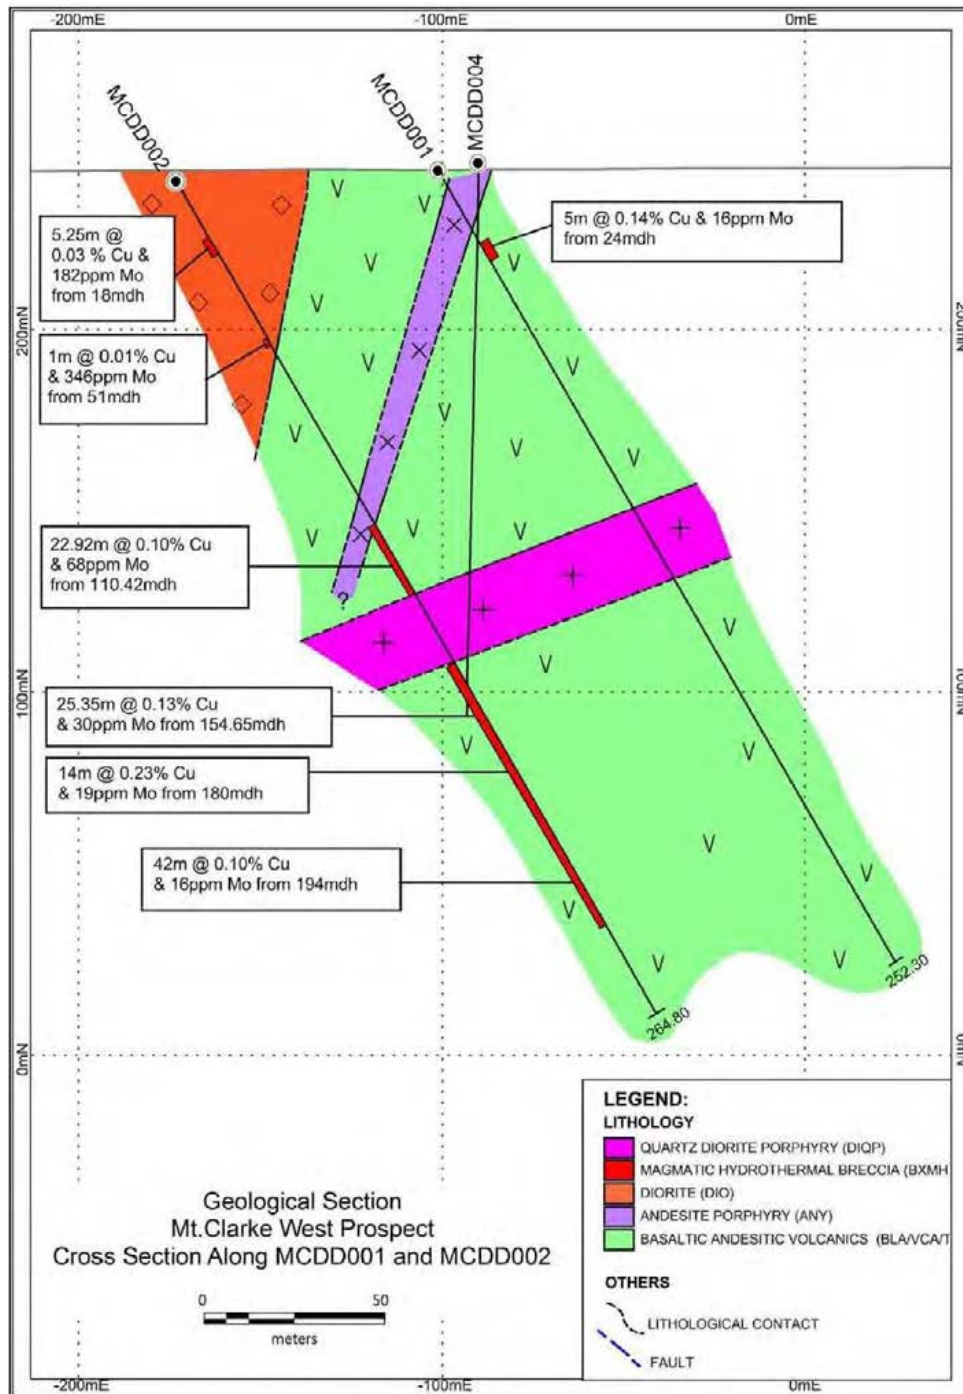 -200mE
-100mE
0mE
MCDD002
MCDD001
MCDD004
5.25m @
0.03 % Cu &
182ppm Mo
from 18mdh
5m @ 0.14% Cu & 16ppm Mo
from 24mdh
200mN
200mN
1m @ 0.01% Cu
& 346ppm Mo
from 51mdh
22.92m @ 0.10% Cu
& 68ppm Mo
from 110.42mdh
?
100mN
100mN
25.35m @ 0.13% Cu
& 30ppm Mo from 154.65mdh
14m @ 0.23% Cu
& 19ppm Mo from 180mdh
42m @ 0.10% Cu
& 16ppm Mo from 194mdh
252.30
264.80
0mN
0mN
LEGEND:
LITHOLOGY
QUARTZ DIORITE PORPHYRY (DIQP)
MAGMATIC HYDROTHERMAL BRECCIA (BXMH
DIORITE (DIO)
ANDESITE PORPHYRY (ANY)
BASALTIC ANDESITIC VOLCANICS (BLA/VCA/T
OTHERS
LITHOLOGICAL CONTACT
FAULT
Geological Section
Mt.Clarke West Prospect
Cross Section Along MCDD001 and MCDD002
0 50
meters
-200mE
-100mE
0mE